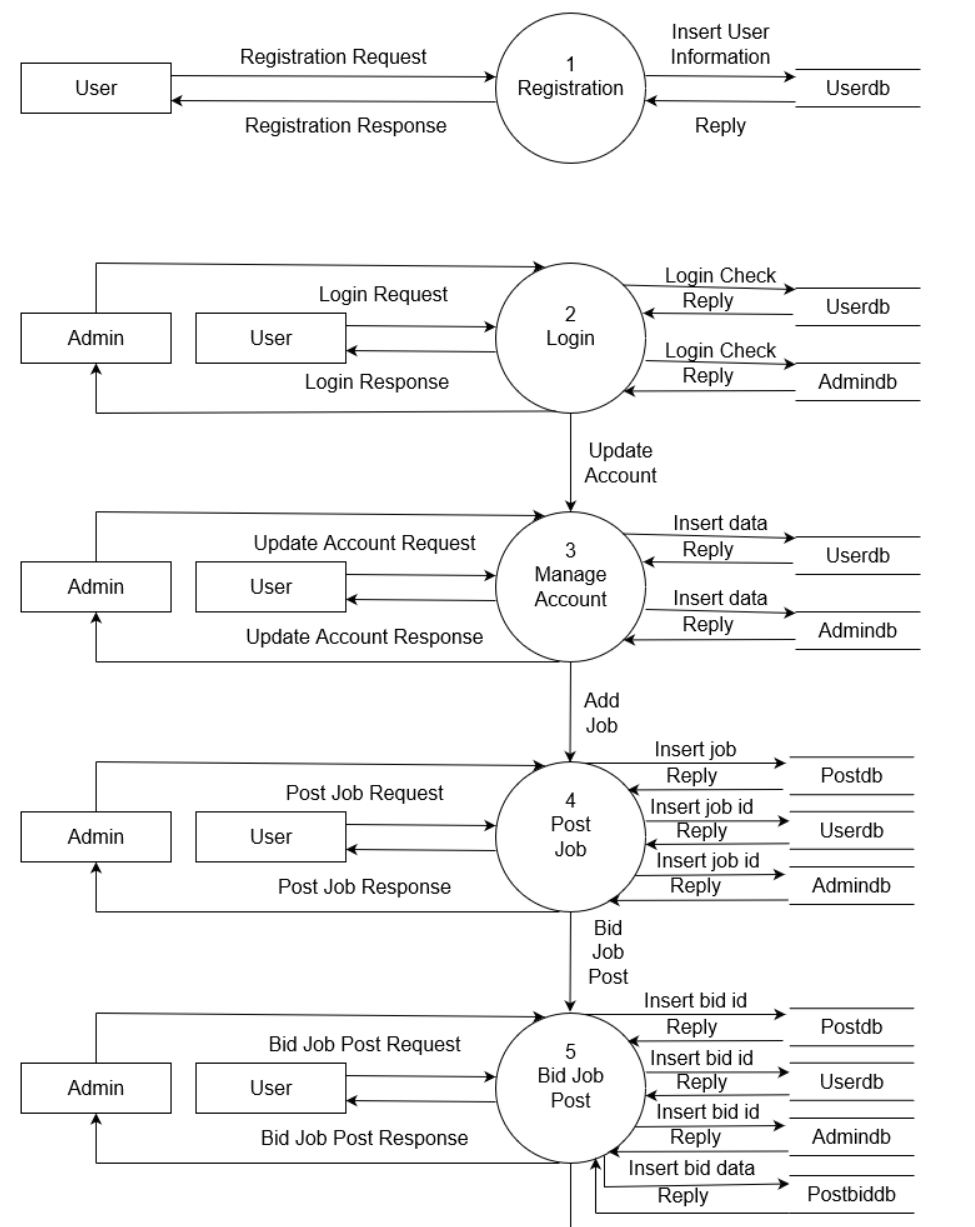 Registration Request
Insert User
Information
User
1
Registration
Userdb
Registration Response
Reply
Login Request
Login Check
Reply
Userdb
Admin
User
2
Login
Login Response
Login Check
Reply
Admindb
Update
Account
Update Account Request
Insert data
Reply
Userdb
Admin
User
3
Manage
Account
Update Account Response
Insert data
Reply
Admindb
Add
Job
Post Job Request
Insert job
Reply
Postdb
Admin
User
4
Post
Job
Insert job id
Reply
Userdb
Post Job Response
Insert job id
Reply
Admindb
Bid
Job
Post
Bid Job Post Request
Insert bid id
Reply
Postdb
Admin
User
5
Bid Job
Post
Insert bid id
Reply
Userdb
Bid Job Post Response
Insert bid id
Reply
Admindb
Insert bid data
Reply
Postbiddb